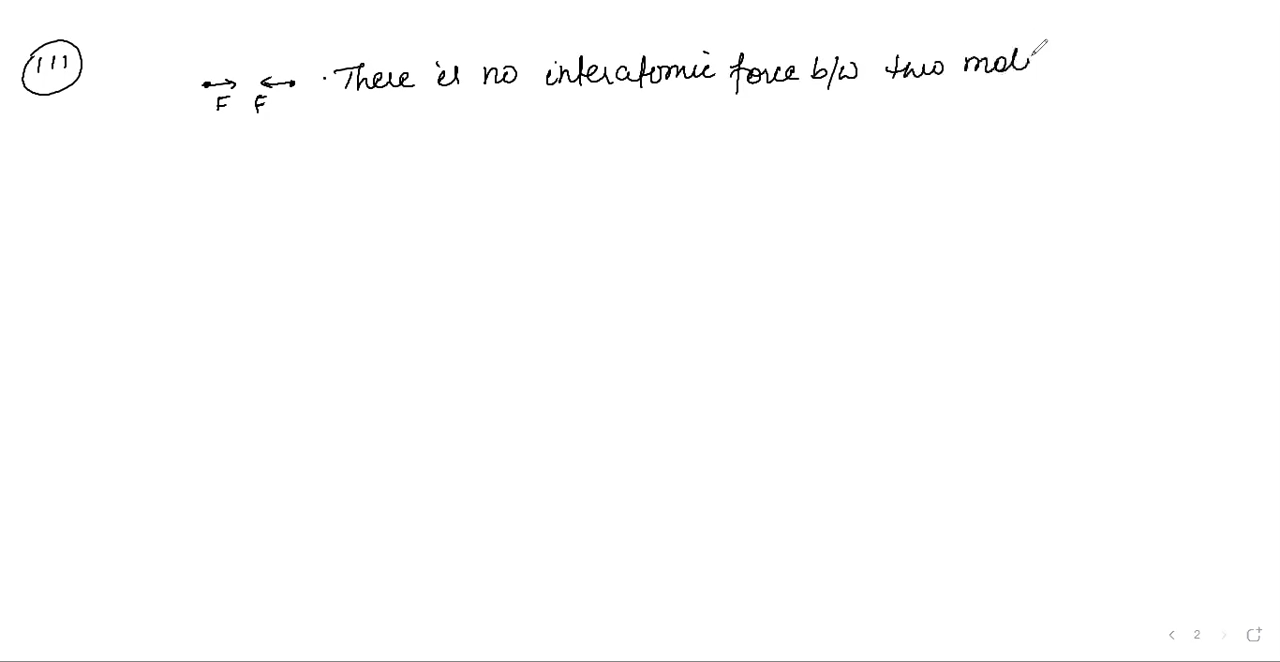 111
There is no interatomic force b/w two mol
F F
2